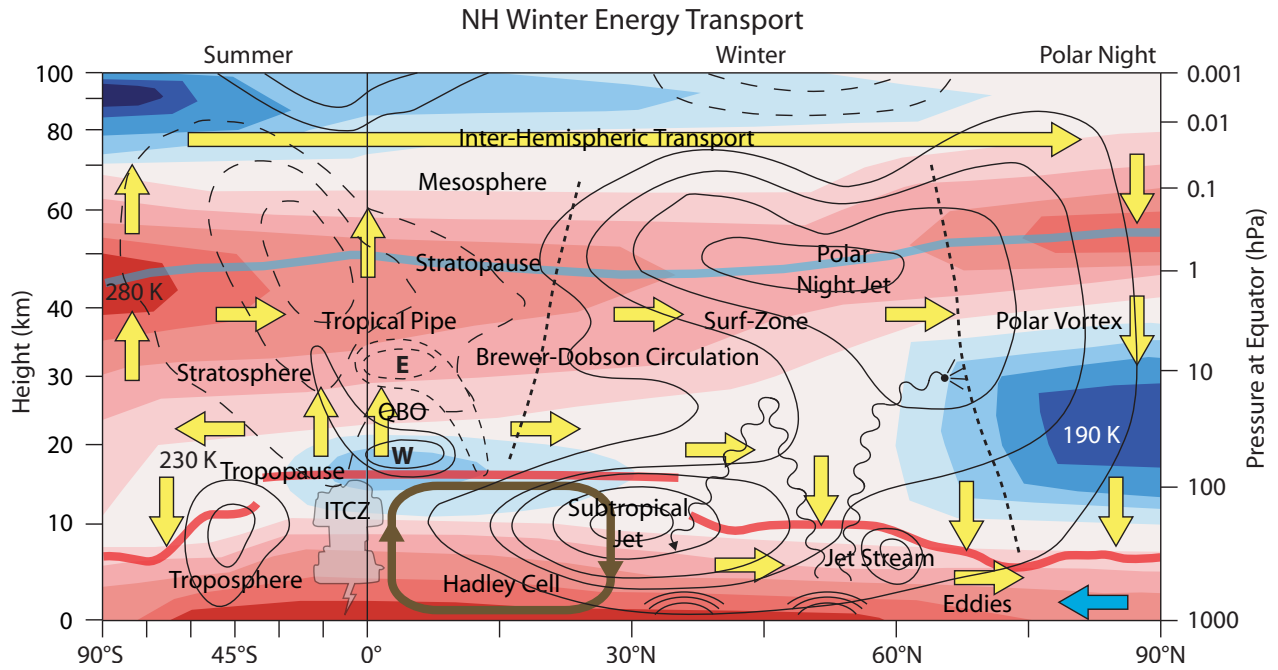 NH Winter Energy Transport
Summer
Winter
Polar Night
100
80
60
40
30
20
10
0
Height (km)
0.001
0.01
0.1
1
10
100
1000
Pressure at Equator (hPa)
Inter-Hemispheric Transport
Mesosphere
Stratopause
Polar
Night Jet
280 K
Tropical Pipe
Surf-Zone
Polar Vortex
E
Brewer-Dobson Circulation
Stratosphere
QBO
W
190 K
230 K
Tropopause
ITCZ
Subtropical
Jet
Troposphere
Hadley Cell
Jet Stream
Eddies
90°S
45°S
0°
30°N
60°N
90°N